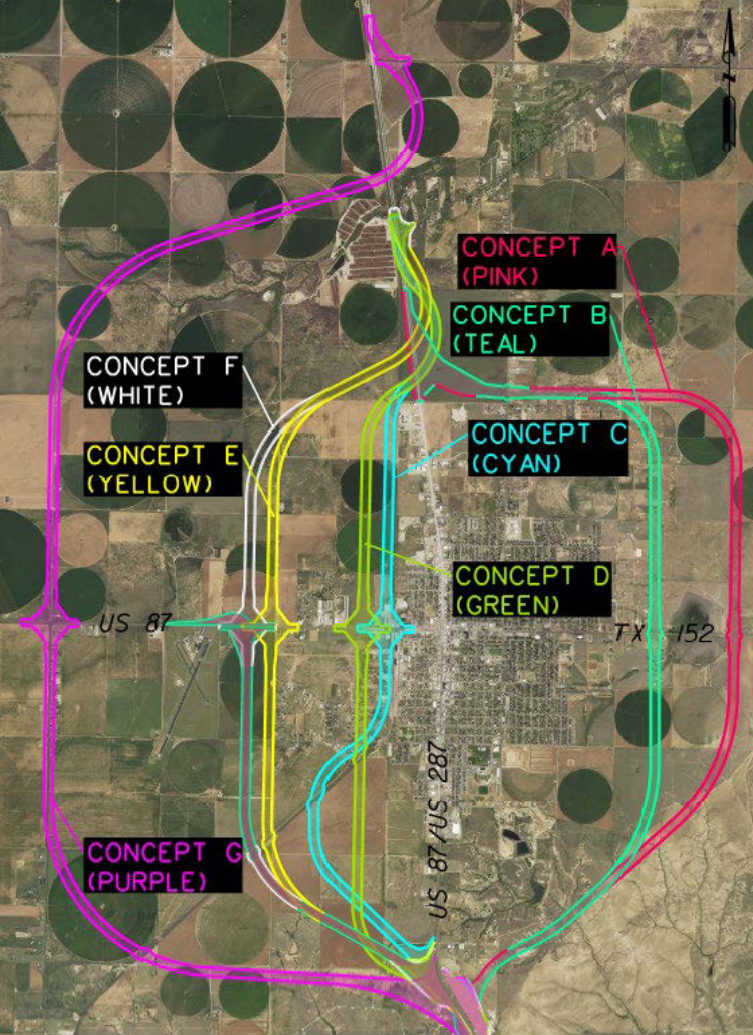 CONCEPT A
(PINK)
CONCEPT B
(TEAL)
CONCEPT F
(WHITE)
CONCEPT C
(CYAN)
CONCEPT E
(YELLOW)
CONCEPT D
(GREEN)
US 87
TX 152
US 87/US 287
CONCEPT G
(PURPLE)